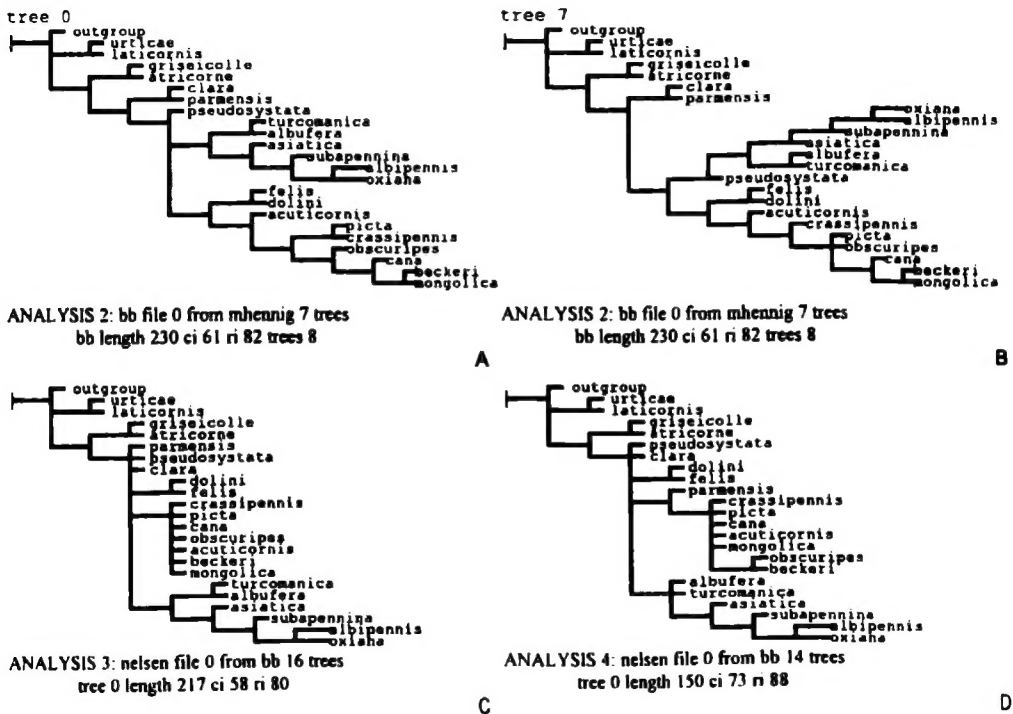 tree 0
outgroup
urticae
laticornis
griseicolle
atricorne
clara
parmensis
pseudosystata
turcomanica
albufera
asiatica
subapennina
albipennis
oxiana
felis
dolini
acuticornis
picta
crassipennis
obscuripes
cana
beckeri
mongolica
ANALYSIS 2: bb file 0 from mhennig 7 trees
bb length 230 ci 61 ri 82 trees 8
A
tree 7
outgroup
urticae
laticornis
griseicolle
atricorne
clara
parmensis
oxiana
albipennis
subapennina
asiatica
albufera
turcomanica
pseudosystata
felis
dolini
acuticornis
crassipennis
picta
obscuripes
cana
beckeri
mongolica
ANALYSIS 2: bb file 0 from mhennig 7 trees
bb length 230 ci 61 ri 82 trees 8
B
outgroup
urticae
laticornis
griseicolle
atricorne
parmensis
pseudosystata
clara
dolini
felis
crassipennis
picta
cana
obscuripes
acuticornis
beckeri
mongolica
turcomanica
albufera
asiatica
subapennina
albipennis
oxiana
ANALYSIS 3: nelsen file 0 from bb 16 trees
tree 0 length 217 ci 58 ri 80
C
outgroup
urticae
laticornis
griseicolle
atricorne
pseudosystata
clara
dolini
felis
parmensis
crassipennis
picta
cana
acuticornis
mongolica
obscuripes
beckeri
albufera
turcomanica
asiatica
subapennina
albipennis
oxiana
ANALYSIS 4: nelsen file 0 from bb 14 trees
tree 0 length 150 ci 73 ri 88
D